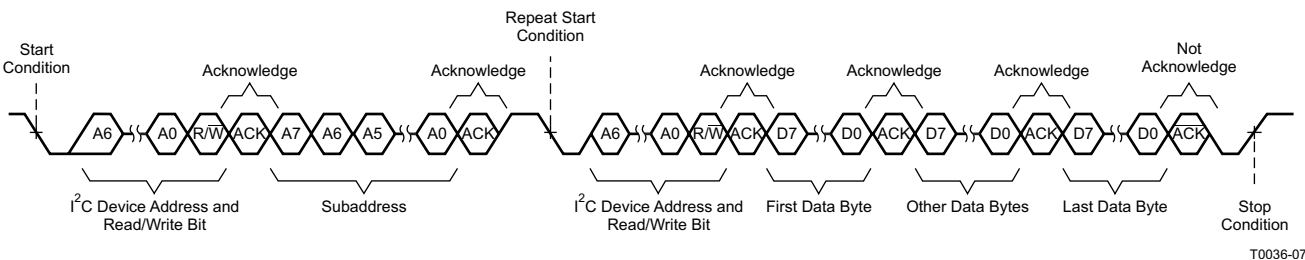 Repeat Start
Condition
Start
Condition
Not
Acknowledge
Acknowledge Acknowledge Acknowledge Acknowledge Acknowledge
A6 A0 R/W̅ ACK A7 A6 A5 A0 ACK A6 A0 R/W̅ ACK D7 D0 ACK D7 D0 ACK D7 D0 A̅C̅K̅
I²C Device Address and
Read/Write Bit
Subaddress
I²C Device Address and
Read/Write Bit
First Data Byte
Other Data Bytes
Last Data Byte
Stop
Condition
T0036-07